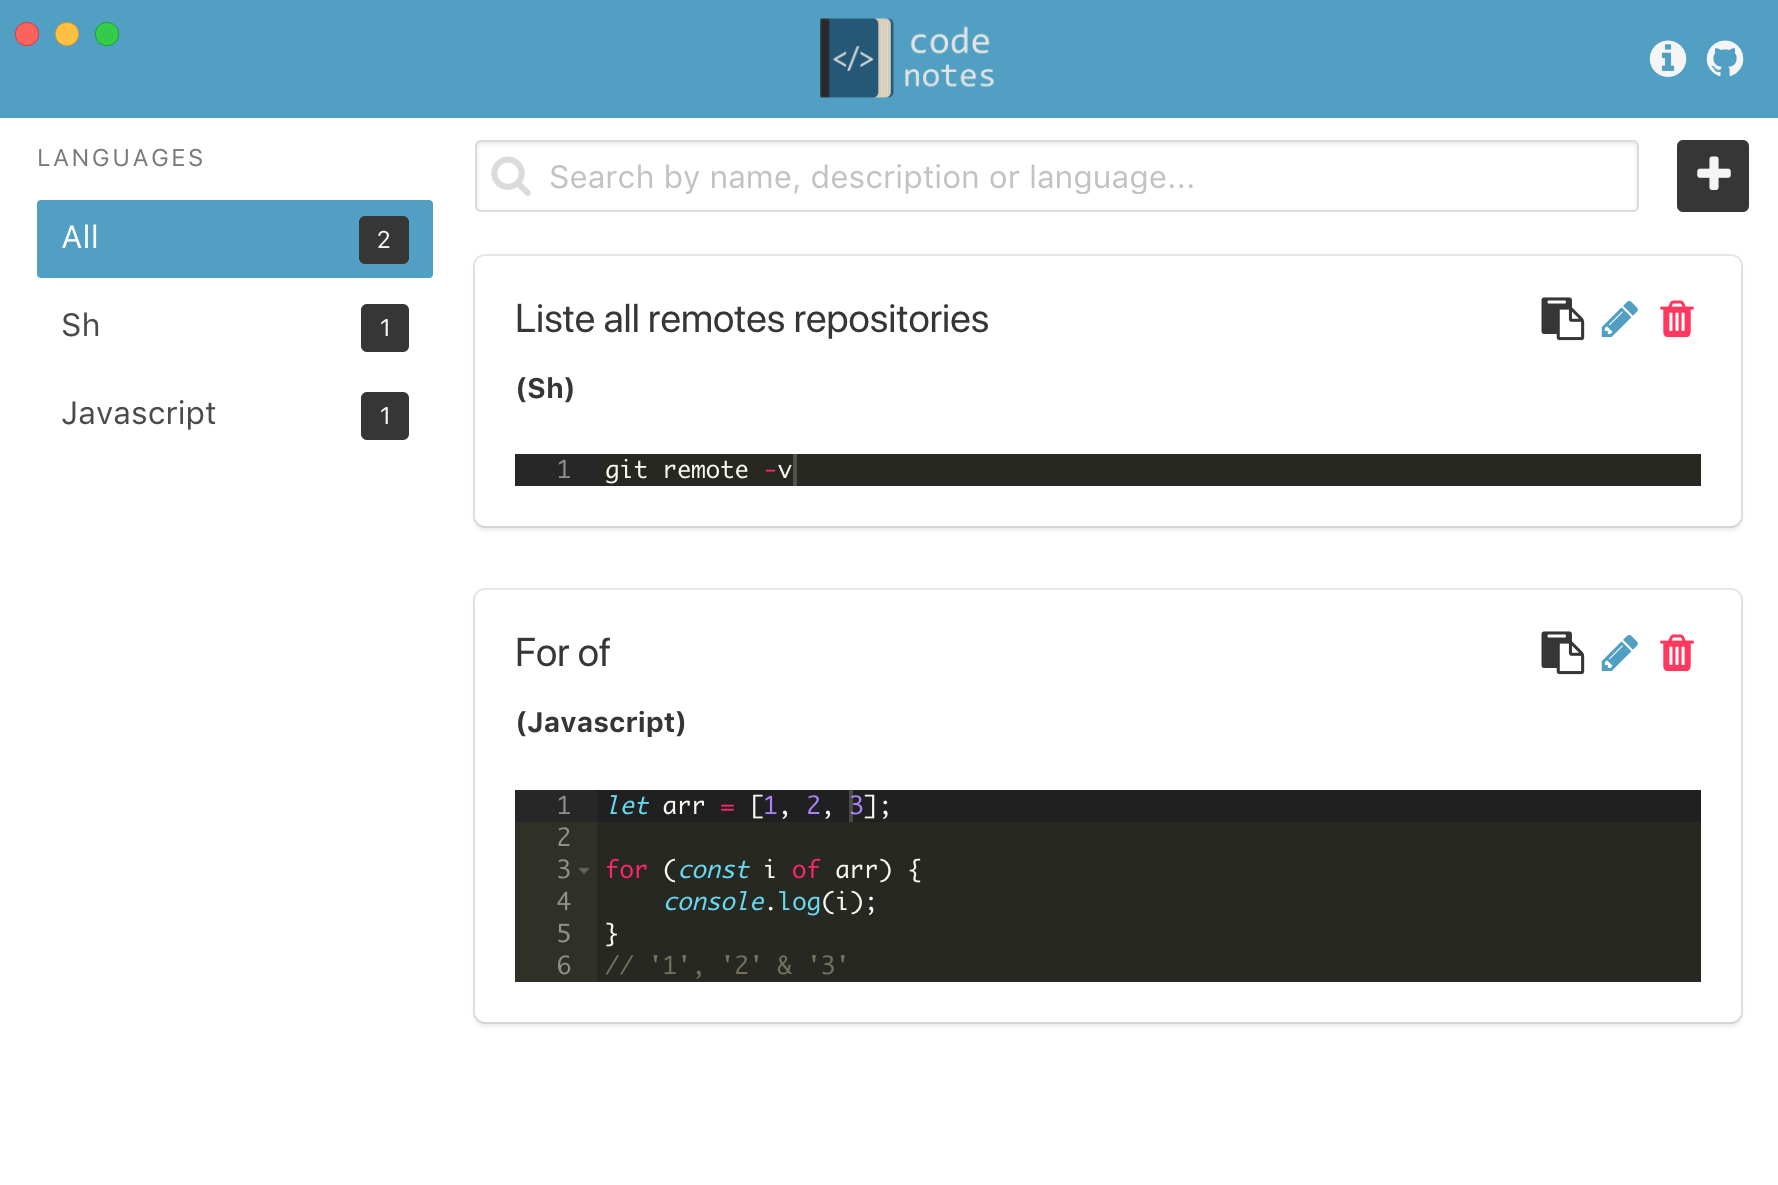 </>
code
notes
LANGUAGES
All 2
Sh 1
Javascript 1
Search by name, description or language...
Liste all remotes repositories
(Sh)
1 git remote -v
For of
(Javascript)
1 let arr = [1, 2, 3];
2
3 for (const i of arr) {
4 console.log(i);
5 }
6 // '1', '2' & '3'